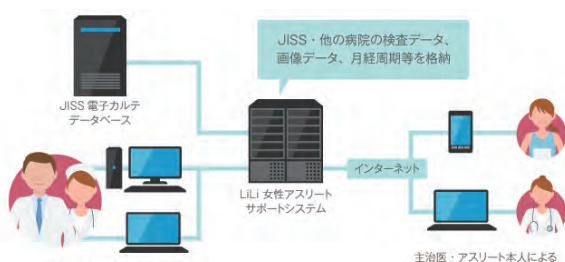 JISS・他の病院の検査データ、
画像データ、月経周期等を格納
JISS 電子カルテ
データベース
LiLi 女性アスリート
サポートシステム
インターネット
主治医・アスリート本人による